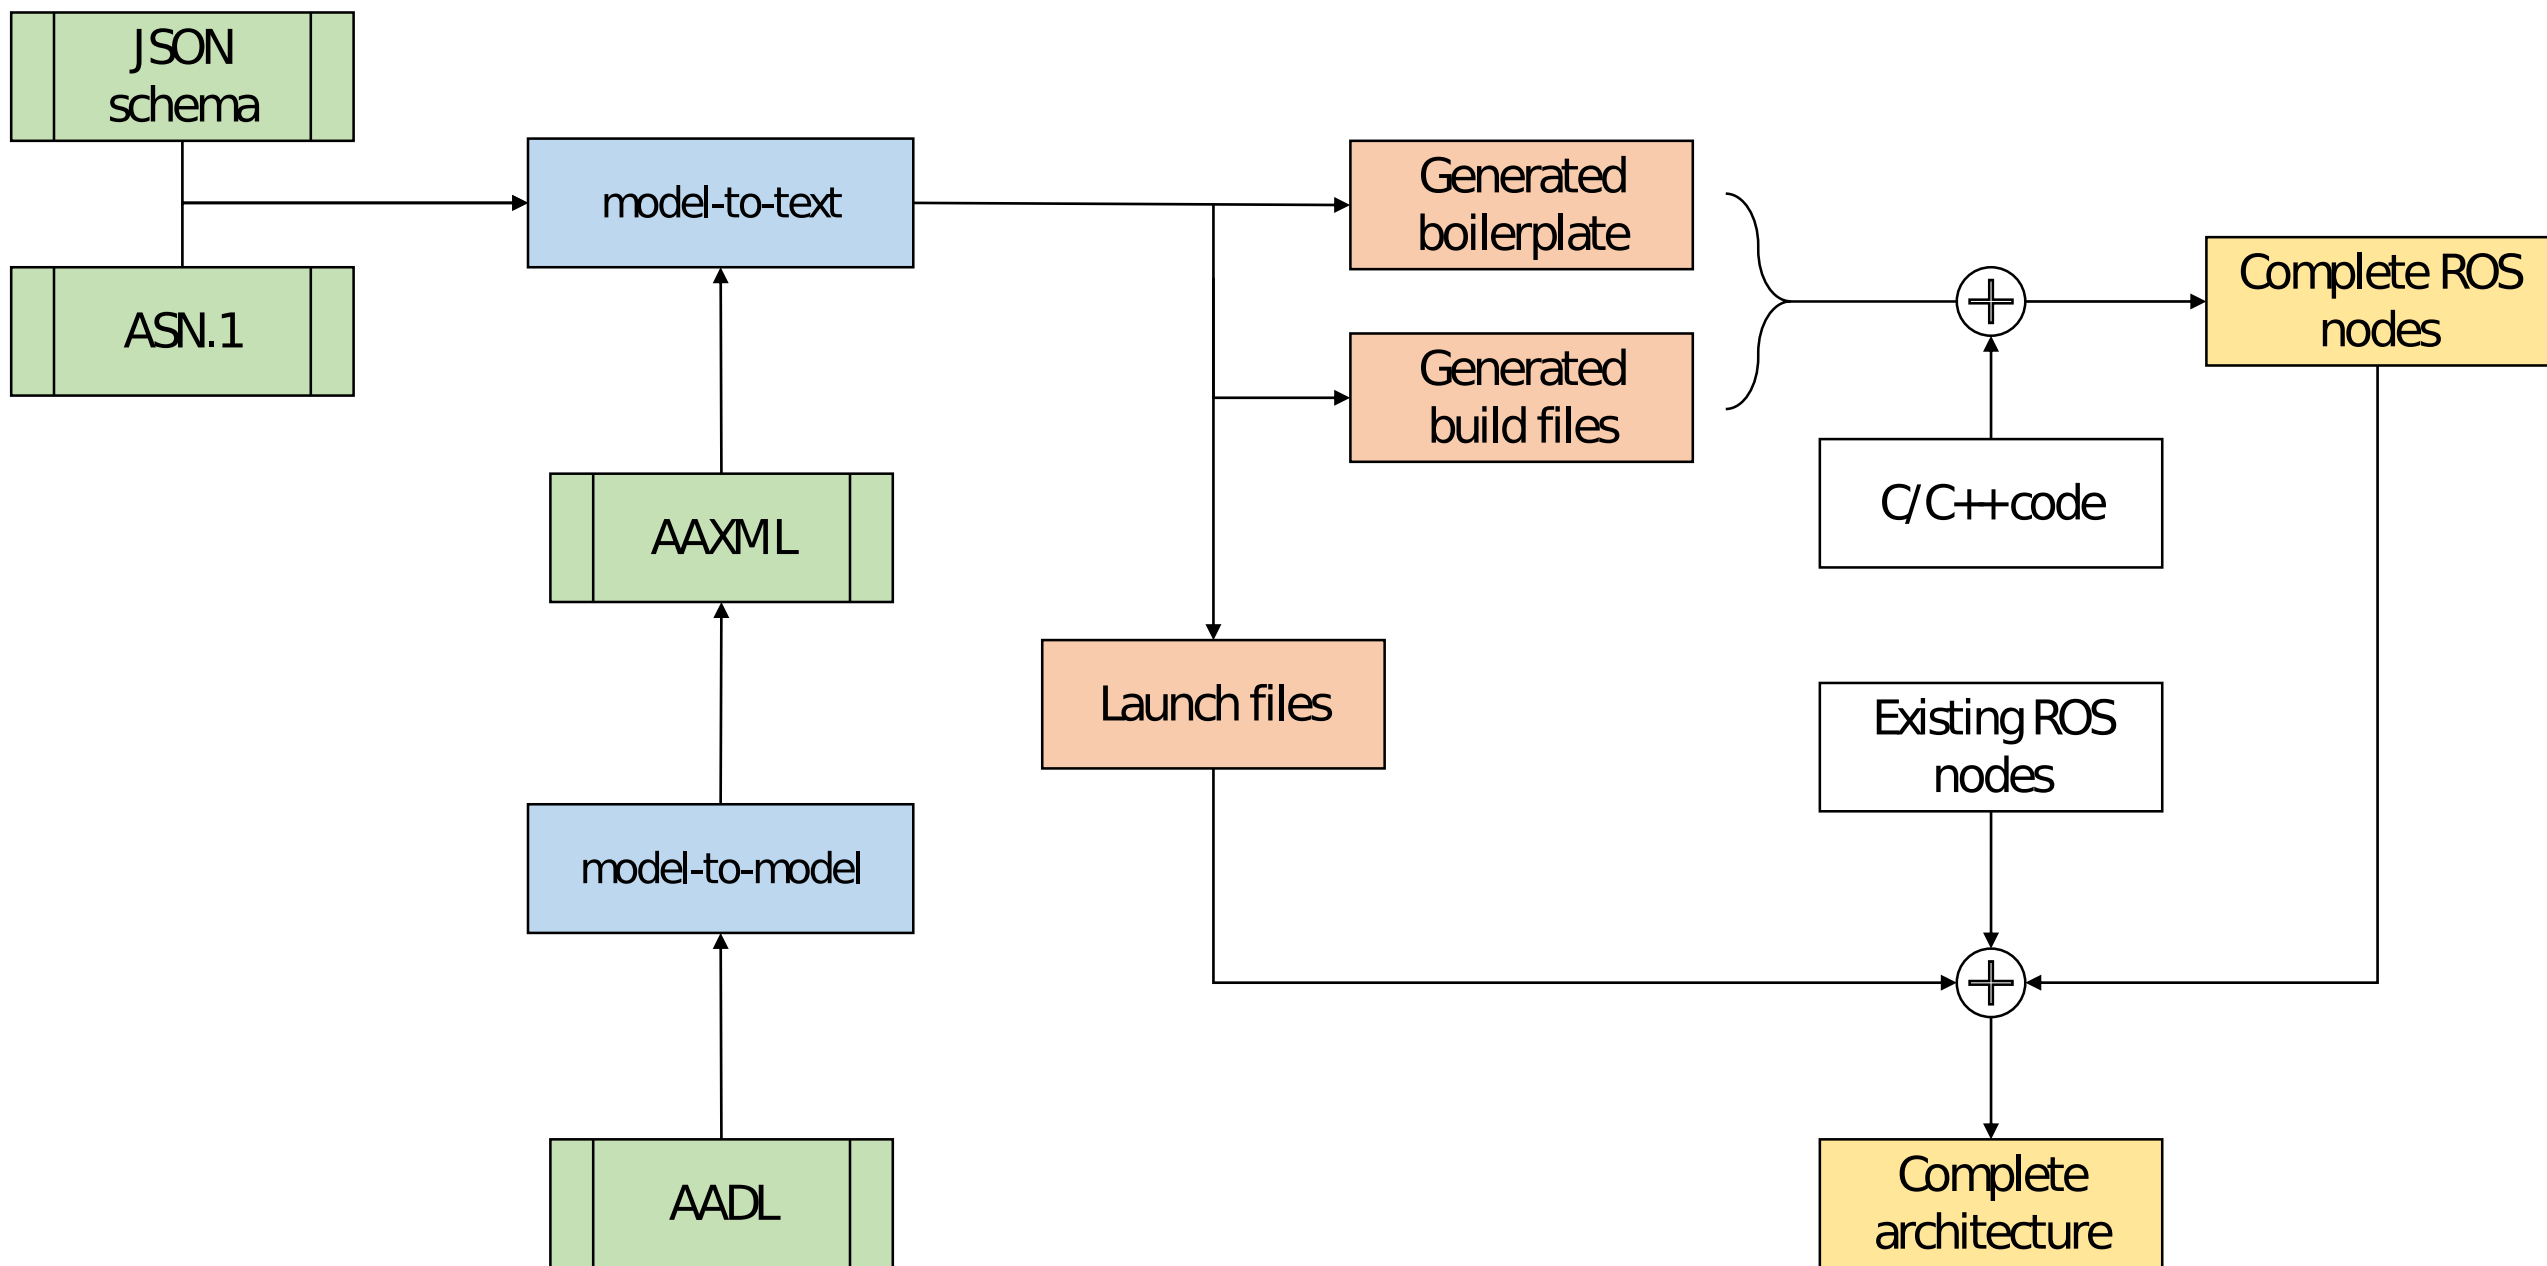 JSON
schema
ASN.1
model-to-text
AAXML
model-to-model
AADL
Generated
boilerplate
Generated
build files
Launch files
Complete ROS
nodes
C/C++ code
Existing ROS
nodes
Complete
architecture